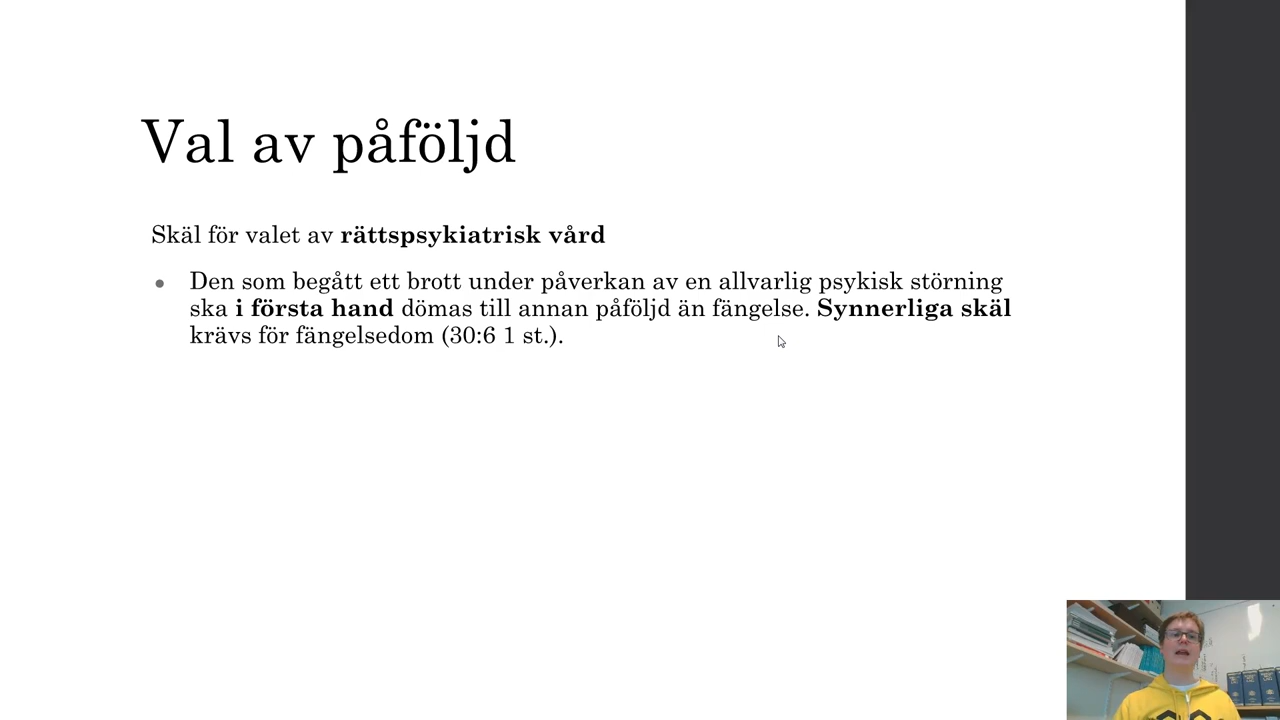 Val av påföljd
Skäl för valet av rättspsykiatrisk vård
Den som begått ett brott under påverkan av en allvarlig psykisk störning
ska i första hand dömas till annan påföljd än fängelse. Synnerliga skäl
krävs för fängelsedom (30:6 1 st.).